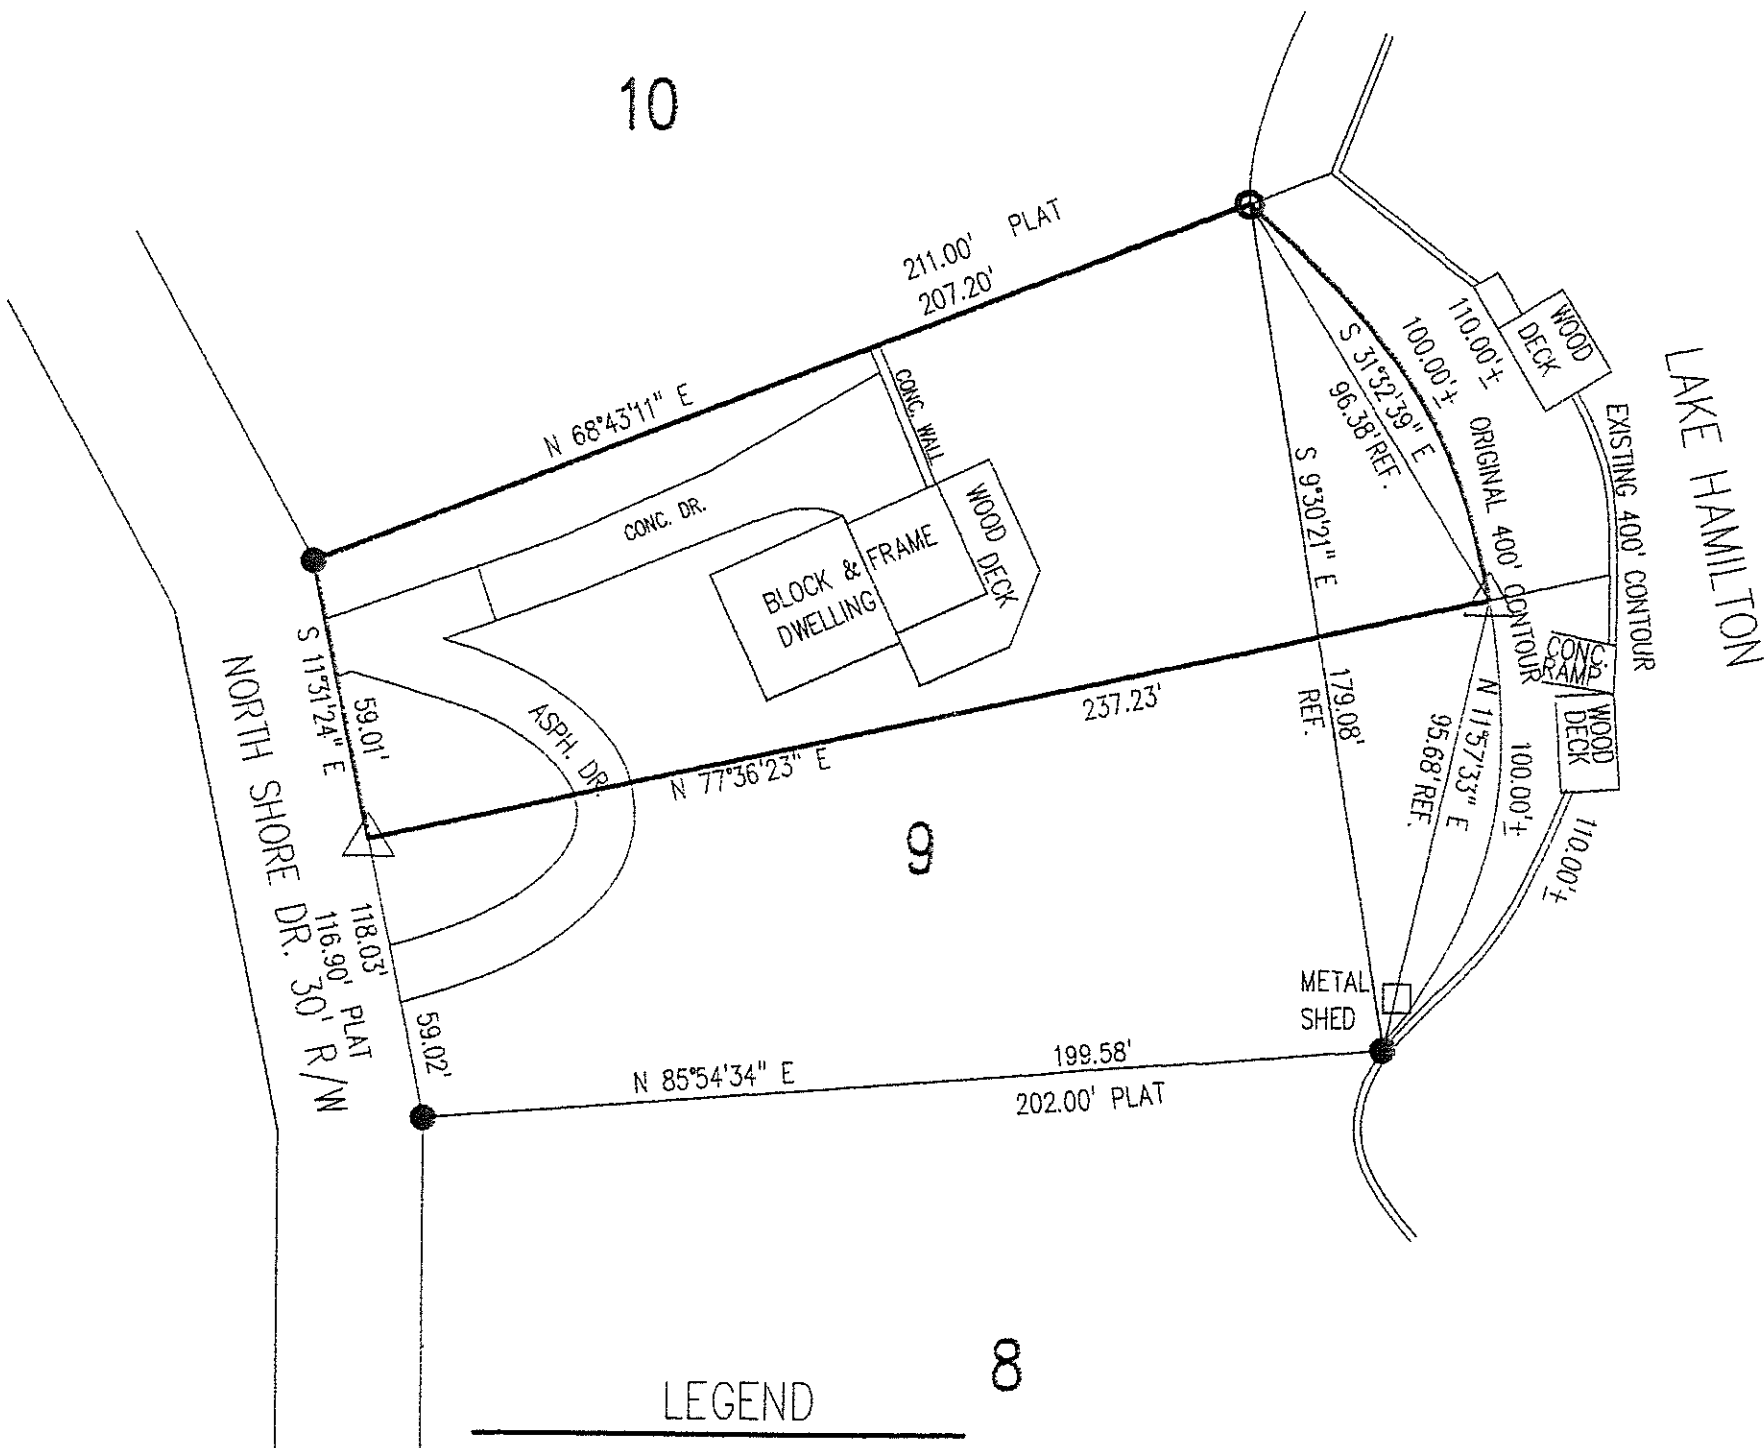 10
211.00' PLAT
207.20'
N 68°43'11" E
CONC. WALL
CONC. DR.
BLOCK & FRAME
DWELLING
WOOD DECK
S 11°31'24" E
59.01'
ASPH. DR.
NORTH SHORE DR. 30' R/W
118.03'
116.90' PLAT
59.02'
N 77°36'23" E
237.23'
9
S 9°30'21" E
179.08'
REF.
S 31°32'39" E
96.38' REF.
100.00'±
110.00'±
ORIGINAL 400' CONTOUR
WOOD
DECK
EXISTING 400' CONTOUR
LAKE HAMILTON
CONC.
RAMP
WOOD
DECK
N 11°57'33" E
95.68' REF.
100.00'±
110.00'±
METAL
SHED
N 85°54'34" E
199.58'
202.00' PLAT
8
LEGEND